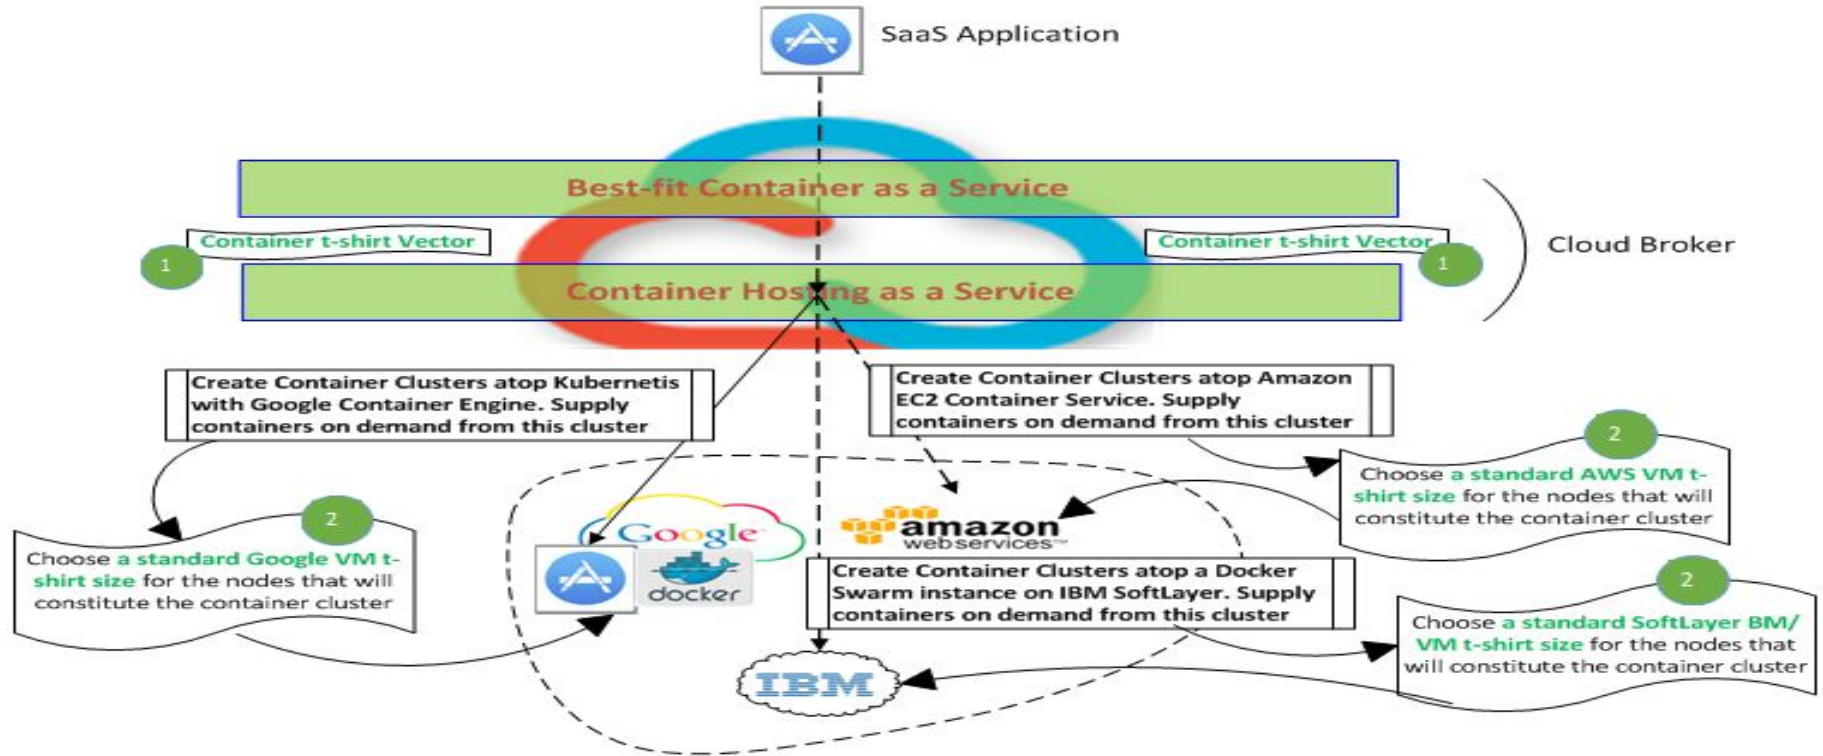 SaaS Application
Best-fit Container as a Service
Container t-shirt Vector
Container t-shirt Vector
1
1
Cloud Broker
Container Hosting as a Service
Create Container Clusters atop Kubernetis
with Google Container Engine. Supply
containers on demand from this cluster
Create Container Clusters atop Amazon
EC2 Container Service. Supply
containers on demand from this cluster
2
Choose a standard AWS VM t-
shirt size for the nodes that will
constitute the container cluster
2
Choose a standard Google VM t-
shirt size for the nodes that will
constitute the container cluster
Google
docker
amazon
webservices™
Create Container Clusters atop a Docker
Swarm instance on IBM SoftLayer. Supply
containers on demand from this cluster
2
Choose a standard SoftLayer BM/
VM t-shirt size for the nodes that
will constitute the container cluster
IBM